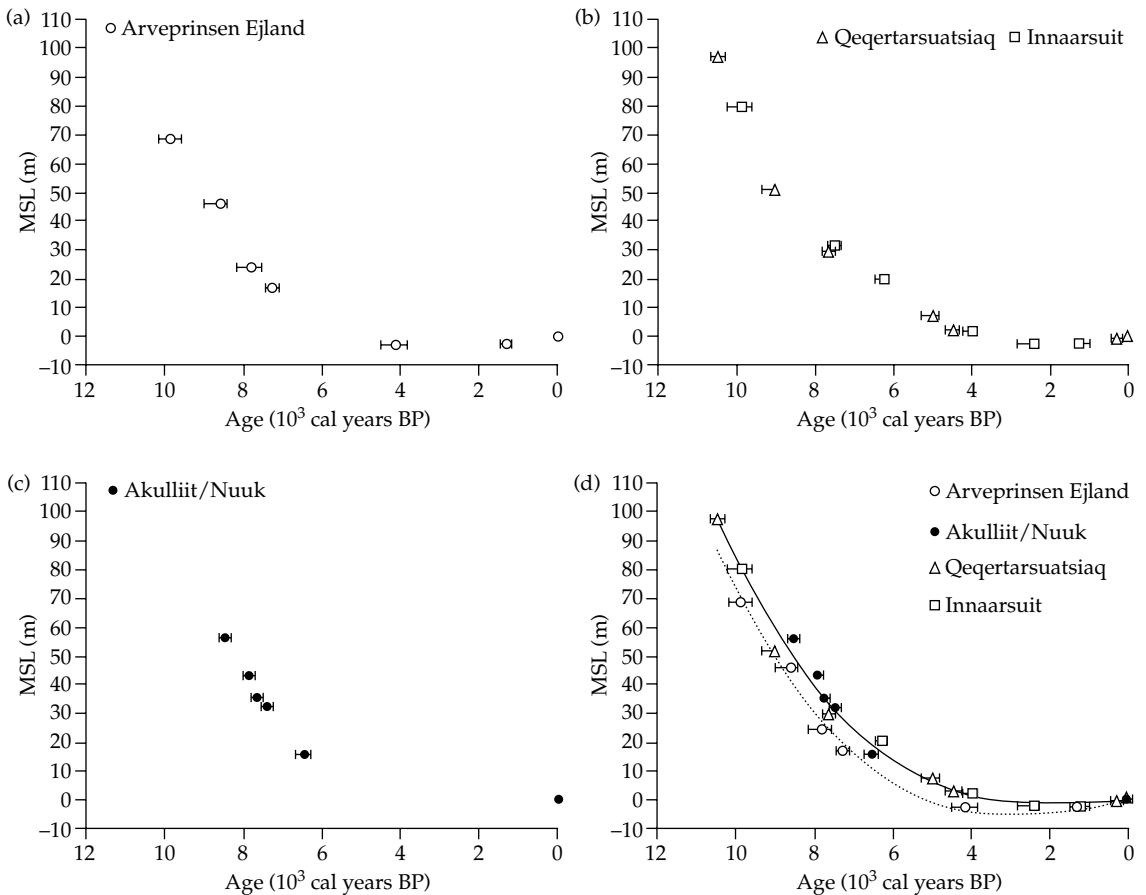 (a)
Arveprinsen Ejland
MSL (m)
110
100
90
80
70
60
50
40
30
20
10
0
−10
12 10 8 6 4 2 0
Age (10³ cal years BP)
(b)
Qeqertarsuatsiaq Innaarsuit
MSL (m)
110
100
90
80
70
60
50
40
30
20
10
0
−10
12 10 8 6 4 2 0
Age (10³ cal years BP)
(c)
Akulliit/Nuuk
MSL (m)
110
100
90
80
70
60
50
40
30
20
10
0
−10
12 10 8 6 4 2 0
Age (10³ cal years BP)
(d)
Arveprinsen Ejland
Akulliit/Nuuk
Qeqertarsuatsiaq
Innaarsuit
MSL (m)
110
100
90
80
70
60
50
40
30
20
10
0
−10
12 10 8 6 4 2 0
Age (10³ cal years BP)